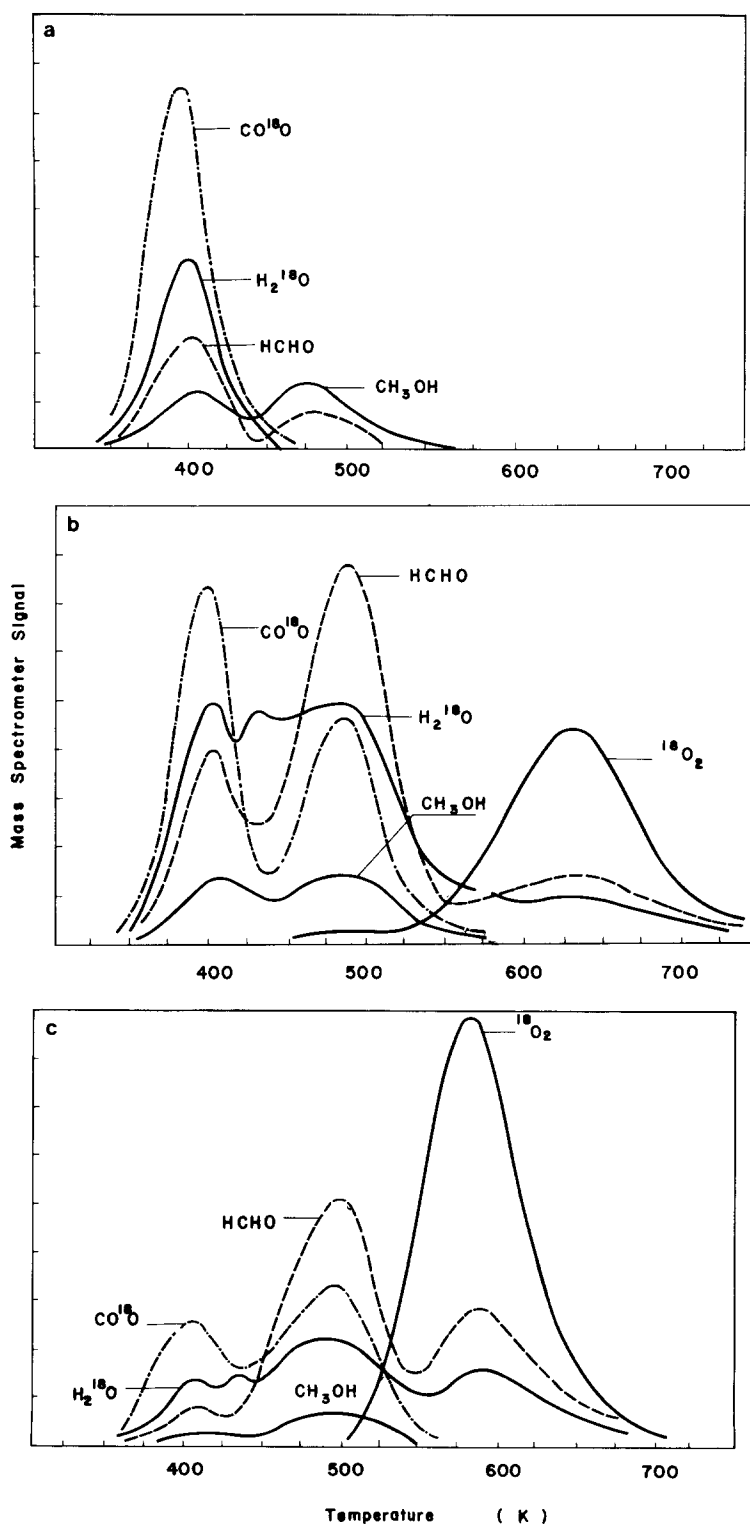 a
CO¹⁸O
H₂¹⁸O
HCHO
CH₃OH
400 500 600 700
b
HCHO
CO¹⁸O
H₂¹⁸O
¹⁸O₂
CH₃OH
400 500 600 700
Mass Spectrometer Signal
c
¹⁸O₂
HCHO
CO¹⁸O
H₂¹⁸O
CH₃OH
400 500 600 700
Temperature (K)